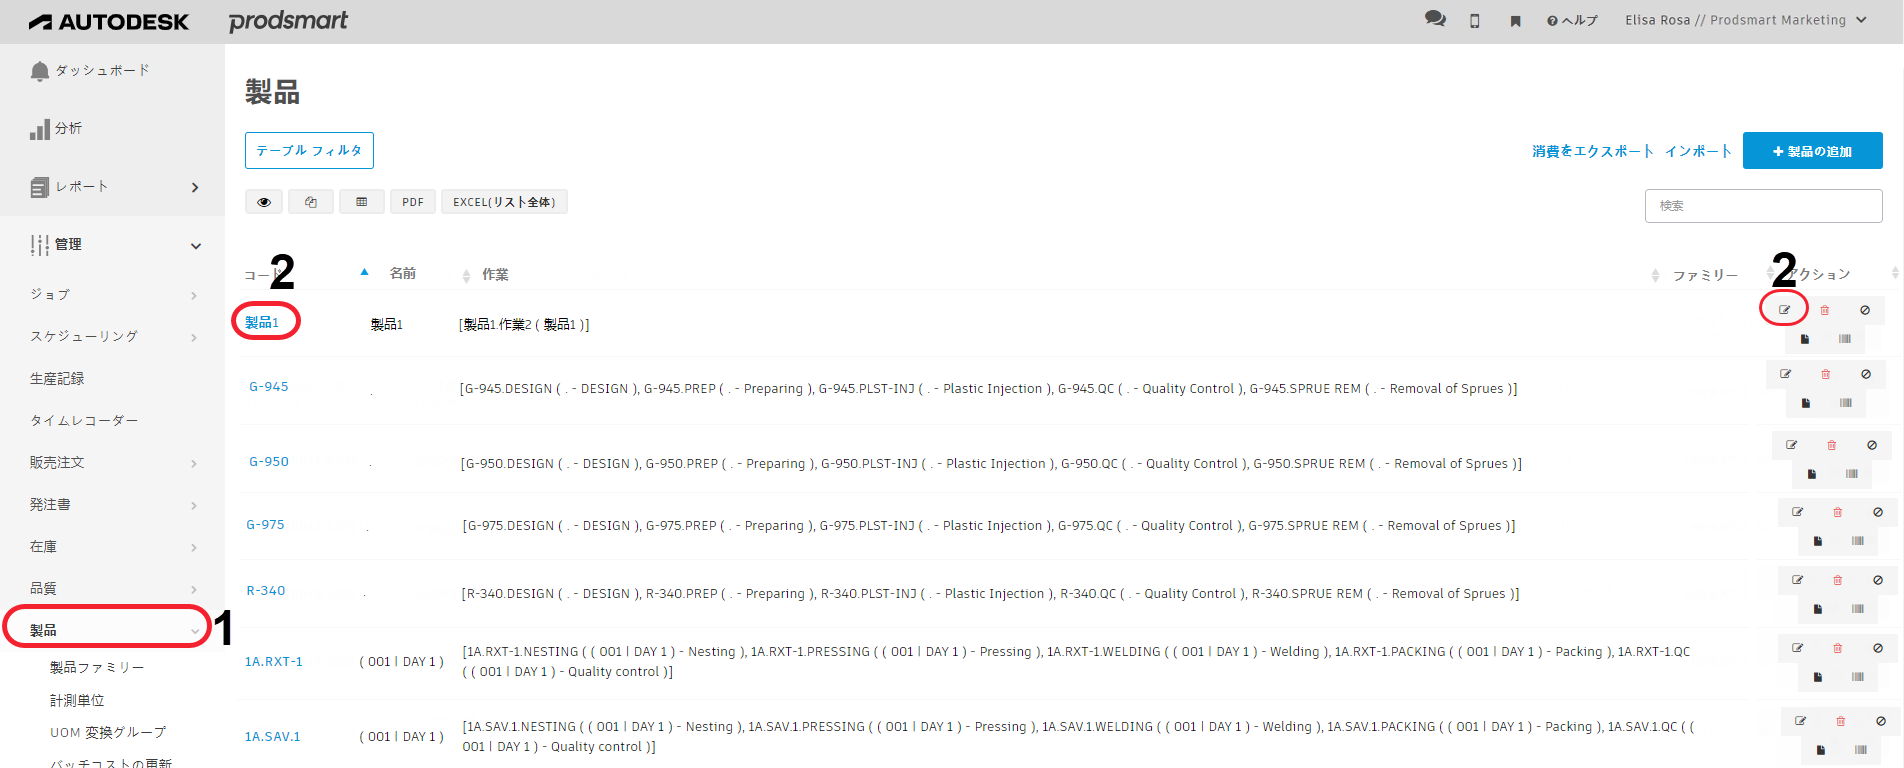 AUTODESK prodsmart ヘルプ Elisa Rosa // Prodsmart Marketing
ダッシュボード
分析
レポート
管理
ジョブ
スケジューリング
生産記録
タイムレコーダー
販売注文
発注書
在庫
品質
製品 1
製品ファミリー
計測単位
UOM 変換グループ
バッチコストの更新
製品
テーブル フィルタ
消費をエクスポート インポート + 製品の追加
PDF EXCEL(リスト全体)
検索
コード 2 名前 作業 ファミリー 2 アクション
製品1 製品1 [製品1.作業2 ( 製品1 )]
G-945 . [G-945.DESIGN ( . - DESIGN ), G-945.PREP ( . - Preparing ), G-945.PLST-INJ ( . - Plastic Injection ), G-945.QC ( . - Quality Control ), G-945.SPRUE REM ( . - Removal of Sprues )]
G-950 . [G-950.DESIGN ( . - DESIGN ), G-950.PREP ( . - Preparing ), G-950.PLST-INJ ( . - Plastic Injection ), G-950.QC ( . - Quality Control ), G-950.SPRUE REM ( . - Removal of Sprues )]
G-975 . [G-975.DESIGN ( . - DESIGN ), G-975.PREP ( . - Preparing ), G-975.PLST-INJ ( . - Plastic Injection ), G-975.QC ( . - Quality Control ), G-975.SPRUE REM ( . - Removal of Sprues )]
R-340 . [R-340.DESIGN ( . - DESIGN ), R-340.PREP ( . - Preparing ), R-340.PLST-INJ ( . - Plastic Injection ), R-340.QC ( . - Quality Control ), R-340.SPRUE REM ( . - Removal of Sprues )]
1A.RXT-1 ( 001 | DAY 1 ) [1A.RXT-1.NESTING ( ( 001 | DAY 1 ) - Nesting ), 1A.RXT-1.PRESSING ( ( 001 | DAY 1 ) - Pressing ), 1A.RXT-1.WELDING ( ( 001 | DAY 1 ) - Welding ), 1A.RXT-1.PACKING ( ( 001 | DAY 1 ) - Packing ), 1A.RXT-1.QC
( ( 001 | DAY 1 ) - Quality control )]
1A.SAV.1 ( 001 | DAY 1 ) [1A.SAV.1.NESTING ( ( 001 | DAY 1 ) - Nesting ), 1A.SAV.1.PRESSING ( ( 001 | DAY 1 ) - Pressing ), 1A.SAV.1.WELDING ( ( 001 | DAY 1 ) - Welding ), 1A.SAV.1.PACKING ( ( 001 | DAY 1 ) - Packing ), 1A.SAV.1.QC ( (
001 | DAY 1 ) - Quality control )]